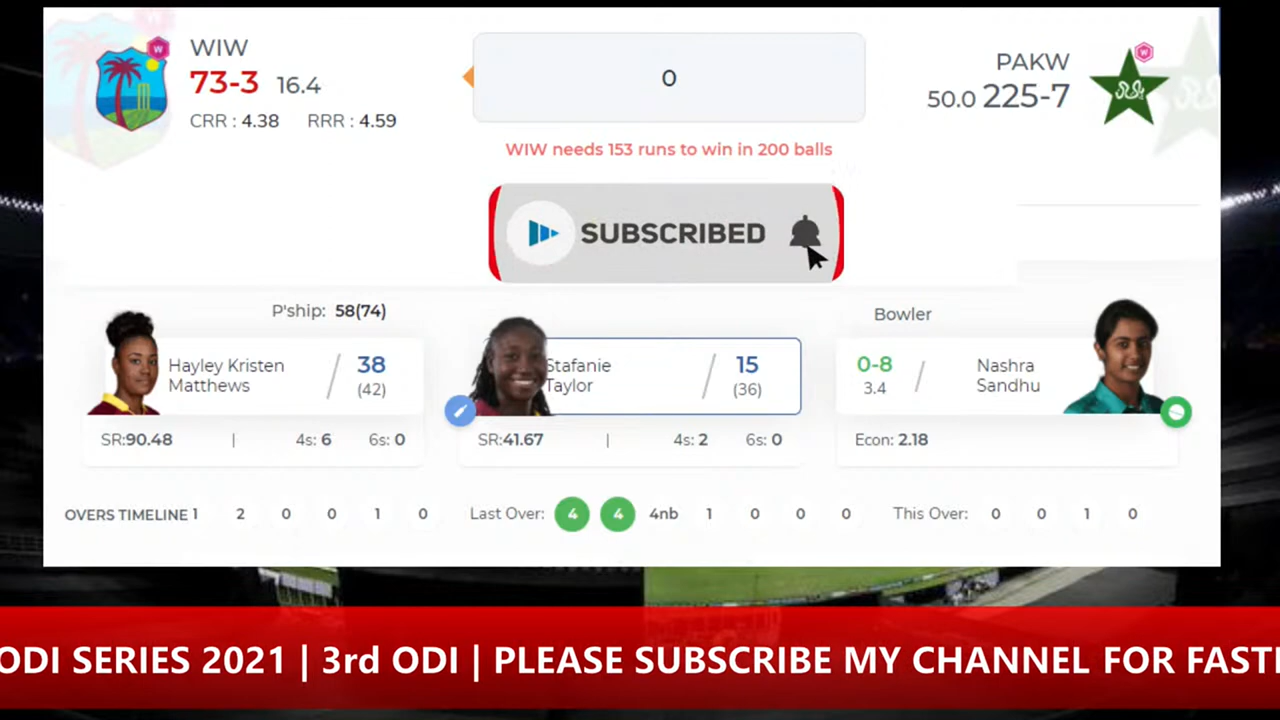 WIW
73-3 16.4
CRR : 4.38 RRR : 4.59
0
PAKW
50.0 225-7
WIW needs 153 runs to win in 200 balls
SUBSCRIBED
P'ship: 58(74)
Bowler
Hayley Kristen
Matthews
38
(42)
SR:90.48 | 4s: 6 6s: 0
Stafanie
Taylor
15
(36)
SR:41.67 | 4s: 2 6s: 0
0-8
3.4
Nashra
Sandhu
Econ: 2.18
OVERS TIMELINE 1 2 0 0 1 0 Last Over: 4 4 4nb 1 0 0 0 This Over: 0 0 1 0
ODI SERIES 2021 | 3rd ODI | PLEASE SUBSCRIBE MY CHANNEL FOR FAST